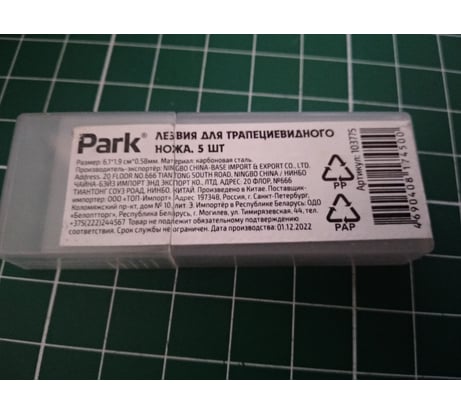 Park®
ЛЕЗВИЯ ДЛЯ ТРАПЕЦИЕВИДНОГО
НОЖА. 5 ШТ
Размер: 6.1*1.9 см*0.58мм. Материал: карбоновая сталь.
Производитель-экспортёр: NINGBO CHINA-BASE IMPORT & EXPORT CO., LTD.
Address. 20 FLOOR NO.666 TIANTONG SOUTH ROAD, NINGBO CHINA / НИНБО
ЧАЙНА-БЭЙЗ ИМПОРТ ЭНД ЭКСПОРТ КО., ЛТД, АДРЕС: 20 ФЛОР, №666
ТИАНТОНГ СОУЗ РОАД, НИНБО, КИТАЙ. Произведено в Китае. Поставщик-
импортер: ООО «ТОП-Импорт» Адрес 197348, Россия, г. Санкт-Петербург,
Коломяжский пр-кт, дом № 10, лит. Э. Импортёр в Республике Беларусь: ОДО
«Белоптторг», Республика Беларусь, г. Могилев, ул. Тимирязевская, 44, тел.
+375(222)244567 Товар не подлежит обязательному подтверждению
соответствия. Срок службы не ограничен. Дата производства: 01.12.2022
PP
PAP
Артикул: 103775
4690408174500